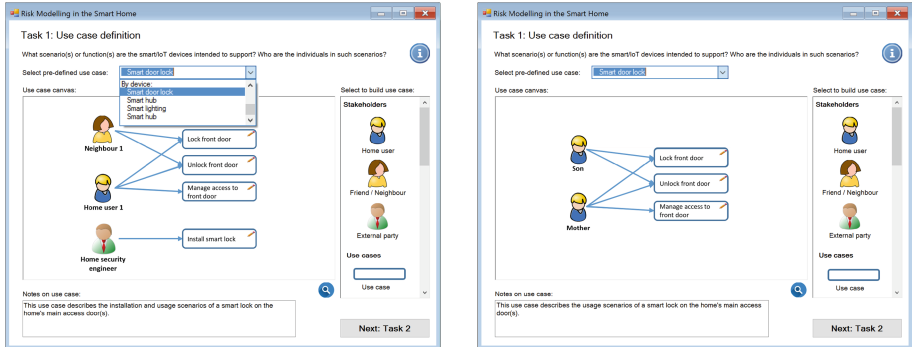 Risk Modelling in the Smart Home
Task 1: Use case definition
What scenario(s) or function(s) are the smart/IoT devices intended to support? Who are the individuals in such scenarios?
i
Select pre-defined use case:
Smart door lock
By device:
Smart door lock
Smart hub
Smart lighting
Smart hub
Use case canvas:
Neighbour 1
Home user 1
Home security
engineer
Lock front door
Unlock front door
Manage access to
front door
Install smart lock
Select to build use case:
Stakeholders
Home user
Friend / Neighbour
External party
Use cases
Use case
Notes on use case:
This use case describes the installation and usage scenarios of a smart lock on the
home's main access door(s).
Next: Task 2
Risk Modelling in the Smart Home
Task 1: Use case definition
What scenario(s) or function(s) are the smart/IoT devices intended to support? Who are the individuals in such scenarios?
i
Select pre-defined use case:
Smart door lock
Use case canvas:
Son
Mother
Lock front door
Unlock front door
Manage access to
front door
Select to build use case:
Stakeholders
Home user
Friend / Neighbour
External party
Use cases
Use case
Notes on use case:
This use case describes the usage scenarios of a smart lock on the home's main access
door(s).
Next: Task 2